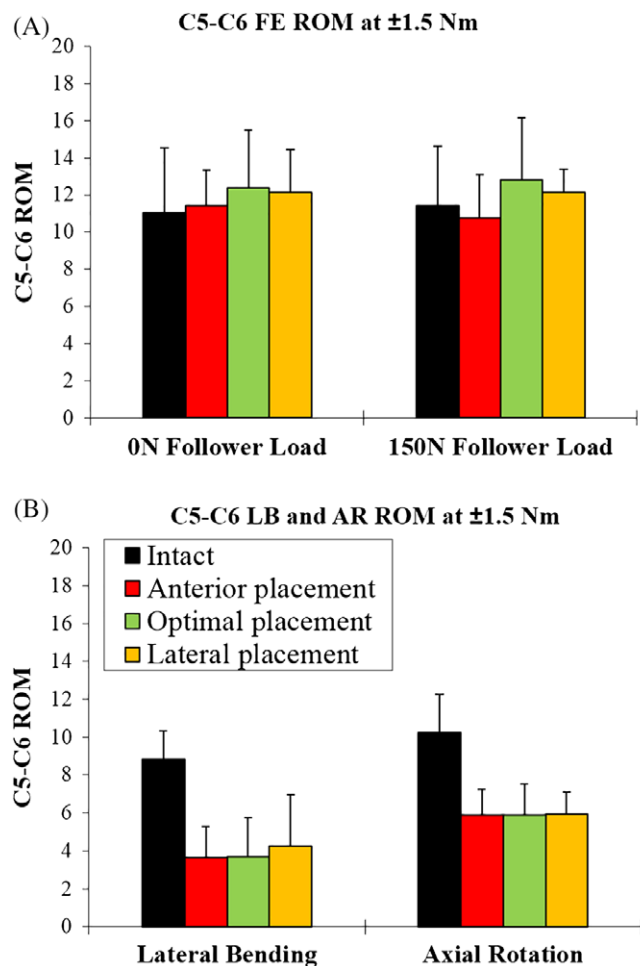 (A)
C5-C6 FE ROM at ±1.5 Nm
20
18
16
14
12
10
8
6
4
2
0
C5-C6 ROM
0N Follower Load 150N Follower Load
(B)
C5-C6 LB and AR ROM at ±1.5 Nm
20
18
16
14
12
10
8
6
4
2
0
C5-C6 ROM
Intact
Anterior placement
Optimal placement
Lateral placement
Lateral Bending Axial Rotation